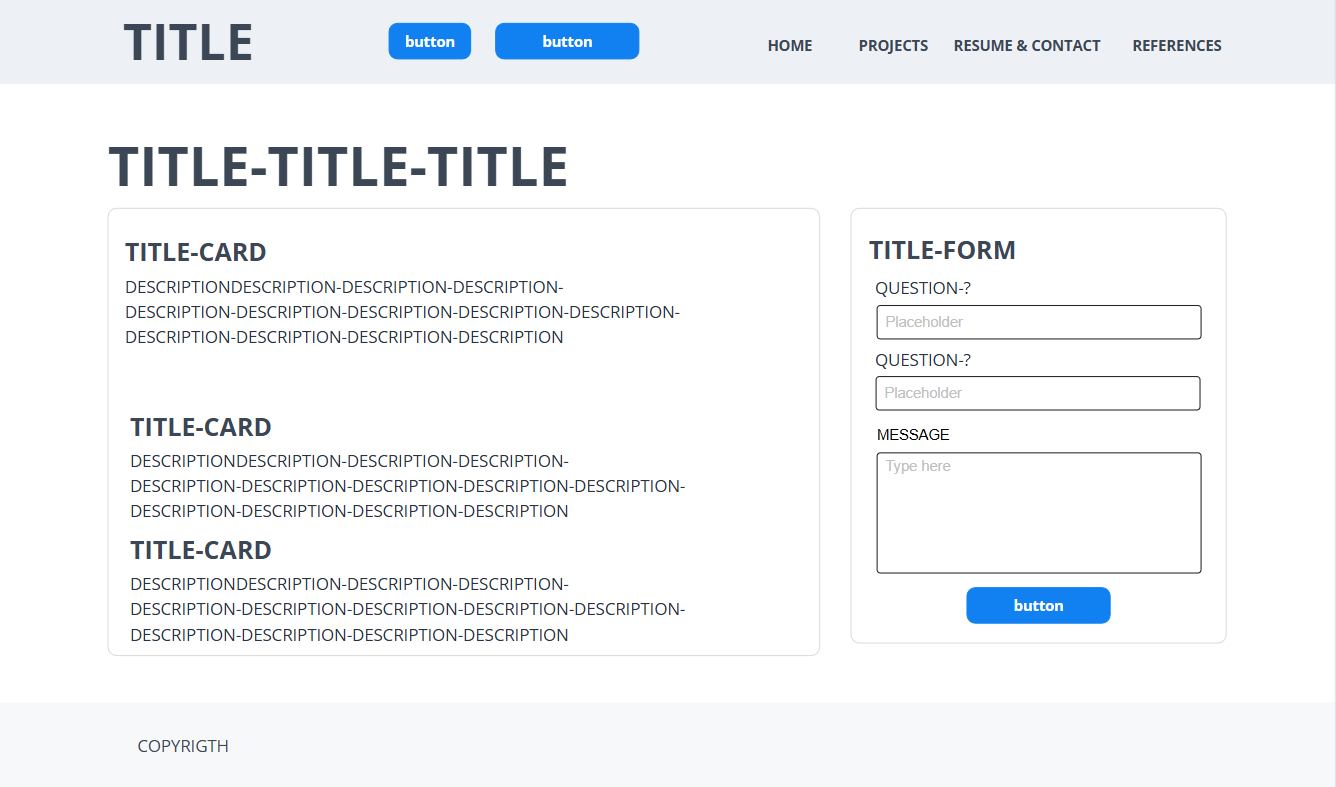 TITLE
button
button
HOME
PROJECTS
RESUME & CONTACT
REFERENCES
TITLE-TITLE-TITLE
TITLE-CARD
DESCRIPTIONDESCRIPTION-DESCRIPTION-DESCRIPTION-
DESCRIPTION-DESCRIPTION-DESCRIPTION-DESCRIPTION-DESCRIPTION-
DESCRIPTION-DESCRIPTION-DESCRIPTION-DESCRIPTION
TITLE-CARD
DESCRIPTIONDESCRIPTION-DESCRIPTION-DESCRIPTION-
DESCRIPTION-DESCRIPTION-DESCRIPTION-DESCRIPTION-DESCRIPTION-
DESCRIPTION-DESCRIPTION-DESCRIPTION-DESCRIPTION
TITLE-CARD
DESCRIPTIONDESCRIPTION-DESCRIPTION-DESCRIPTION-
DESCRIPTION-DESCRIPTION-DESCRIPTION-DESCRIPTION-DESCRIPTION-
DESCRIPTION-DESCRIPTION-DESCRIPTION-DESCRIPTION
TITLE-FORM
QUESTION-?
Placeholder
QUESTION-?
Placeholder
MESSAGE
Type here
button
COPYRIGTH